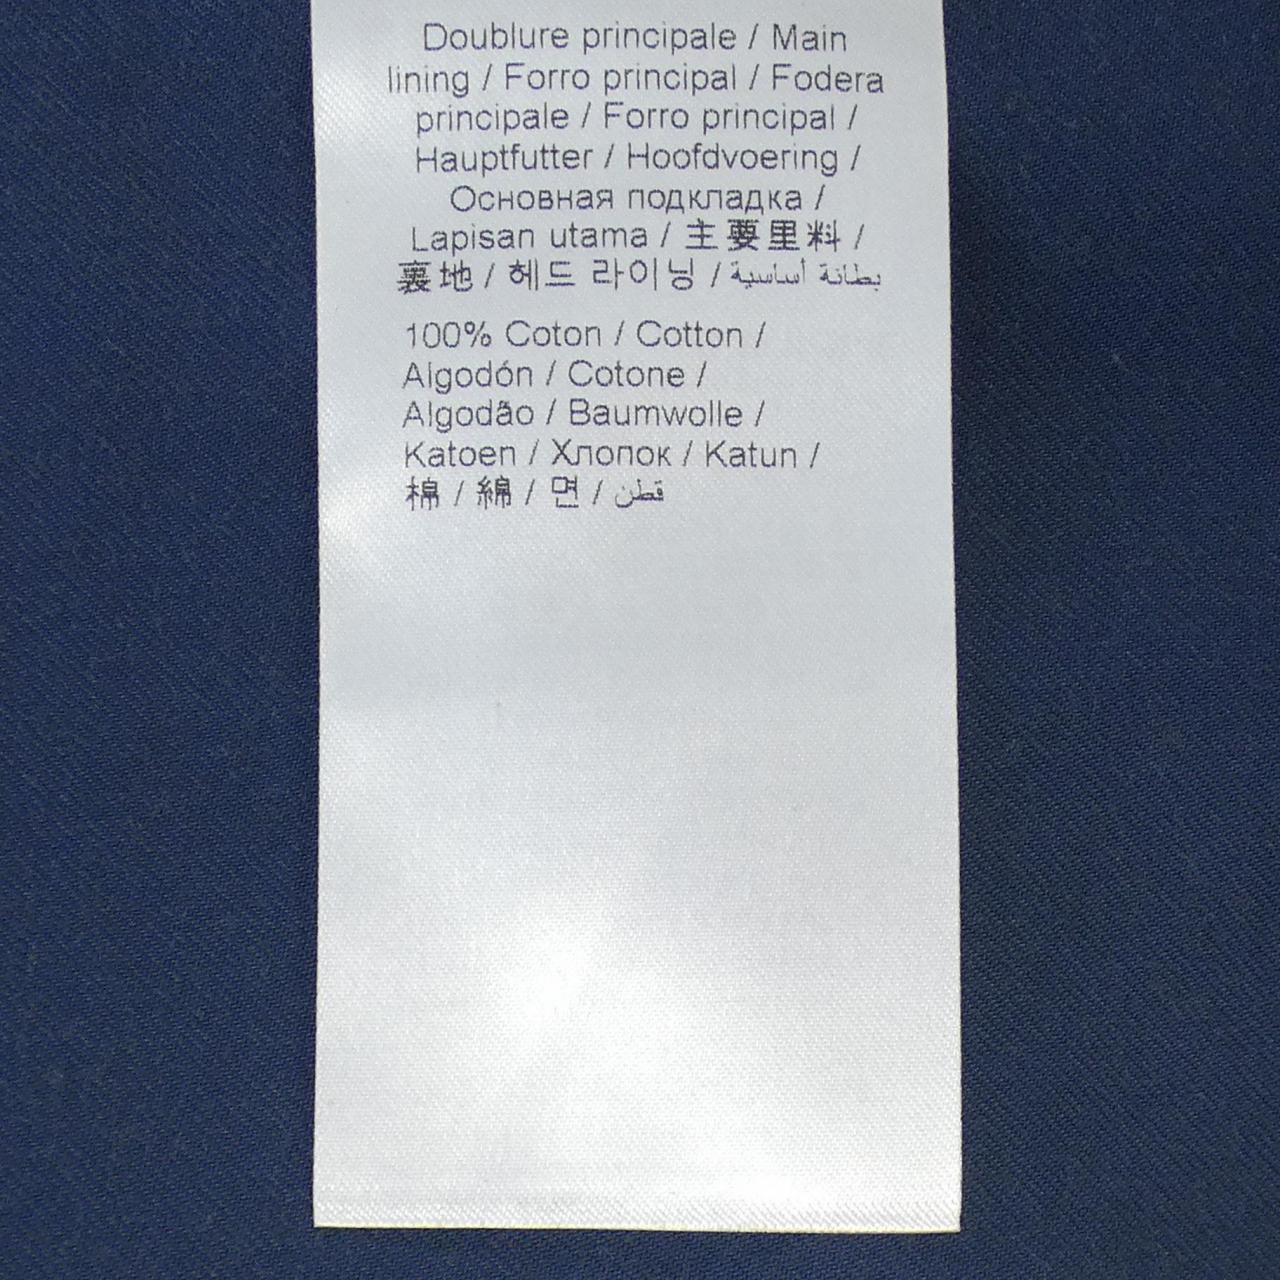 Doublure principale / Main
lining / Forro principal / Fodera
principale / Forro principal /
Hauptfutter / Hoofdvoering /
Основная подкладка /
Lapisan utama / 主要里料 /
裏地 / 헤드 라이닝 / بطانة أساسية
100% Coton / Cotton /
Algodón / Cotone /
Algodão / Baumwolle /
Katoen / Хлопок / Katun /
棉 / 綿 / 면 / قطن